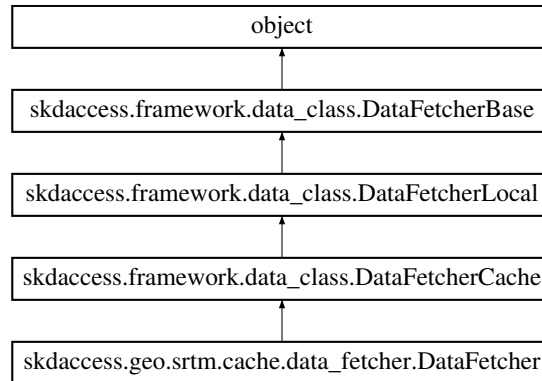 object
skdaccess.framework.data_class.DataFetcherBase
skdaccess.framework.data_class.DataFetcherLocal
skdaccess.framework.data_class.DataFetcherCache
skdaccess.geo.srtm.cache.data_fetcher.DataFetcher